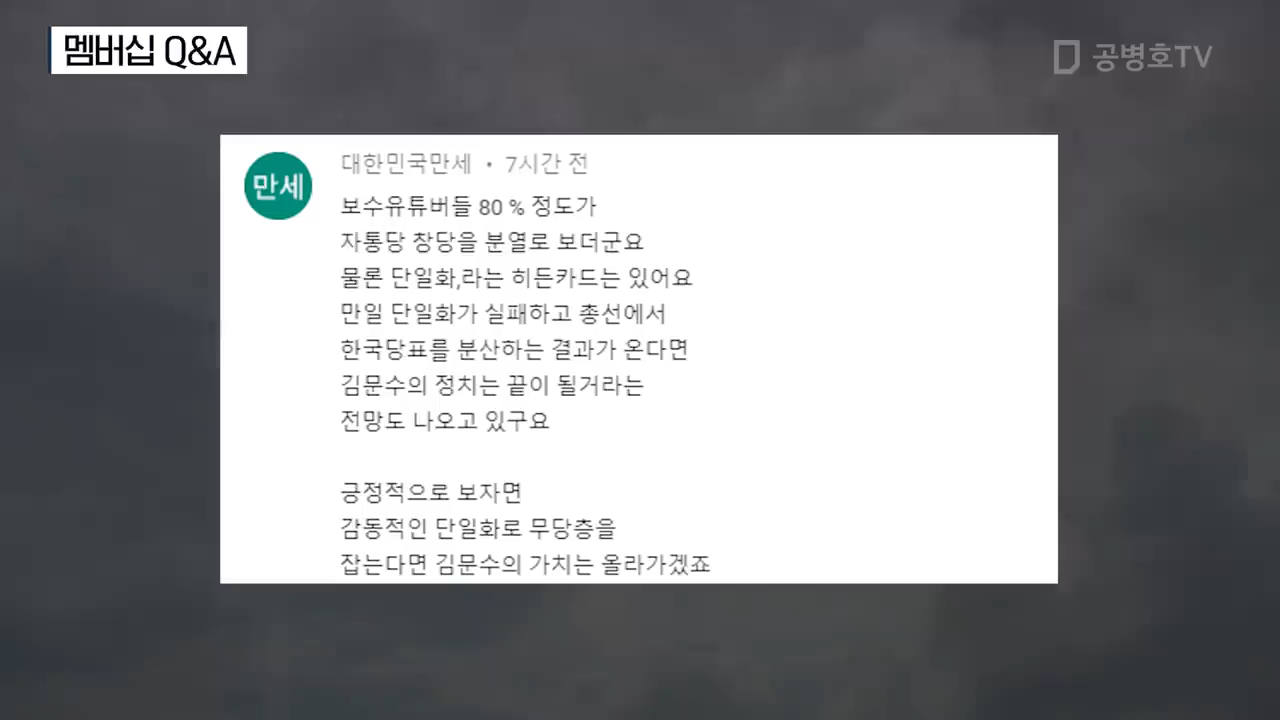 멤버십 Q&A
공병호TV
만세
대한민국만세 • 7시간 전
보수유튜버들 80 % 정도가
자통당 창당을 분열로 보더군요
물론 단일화,라는 히든카드는 있어요
만일 단일화가 실패하고 총선에서
한국당표를 분산하는 결과가 온다면
김문수의 정치는 끝이 될거라는
전망도 나오고 있구요
긍정적으로 보자면
감동적인 단일화로 무당층을
잡는다면 김문수의 가치는 올라가겠죠